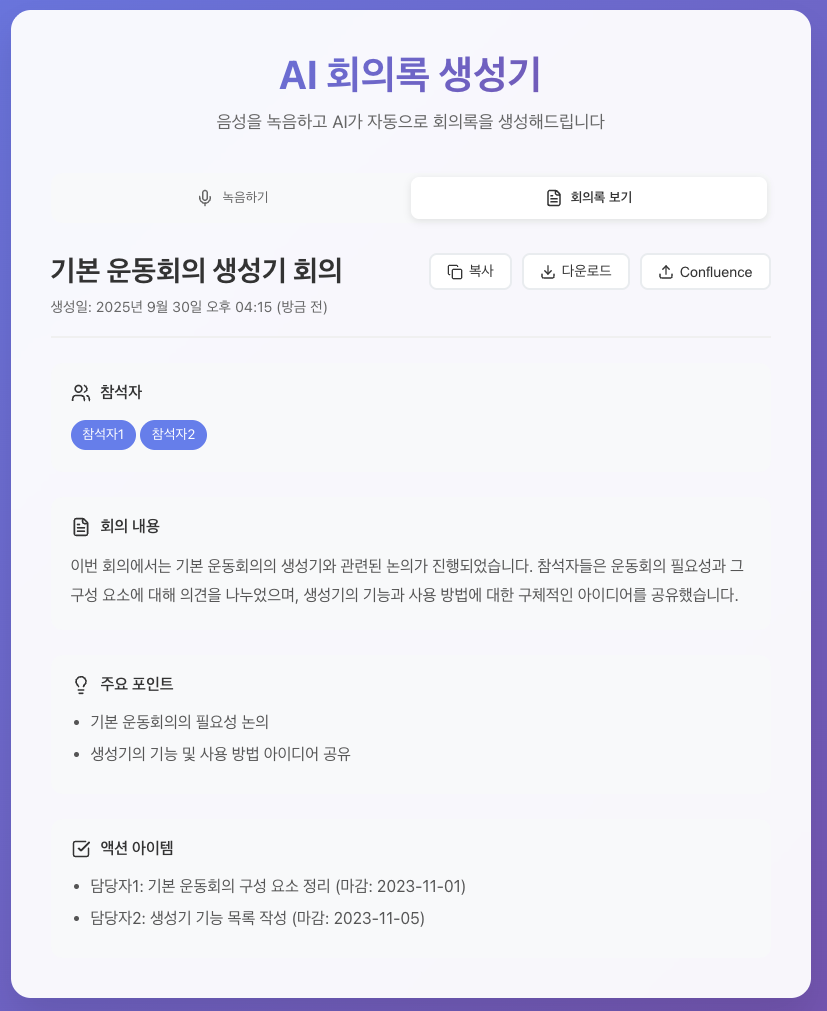 AI 회의록 생성기
음성을 녹음하고 AI가 자동으로 회의록을 생성해드립니다
녹음하기
회의록 보기
기본 운동회의 생성기 회의
복사
다운로드
Confluence
생성일: 2025년 9월 30일 오후 04:15 (방금 전)
참석자
참석자1
참석자2
회의 내용
이번 회의에서는 기본 운동회의의 생성기와 관련된 논의가 진행되었습니다. 참석자들은 운동회의 필요성과 그
구성 요소에 대해 의견을 나누었으며, 생성기의 기능과 사용 방법에 대한 구체적인 아이디어를 공유했습니다.
주요 포인트
• 기본 운동회의의 필요성 논의
• 생성기의 기능 및 사용 방법 아이디어 공유
액션 아이템
• 담당자1: 기본 운동회의 구성 요소 정리 (마감: 2023-11-01)
• 담당자2: 생성기 기능 목록 작성 (마감: 2023-11-05)